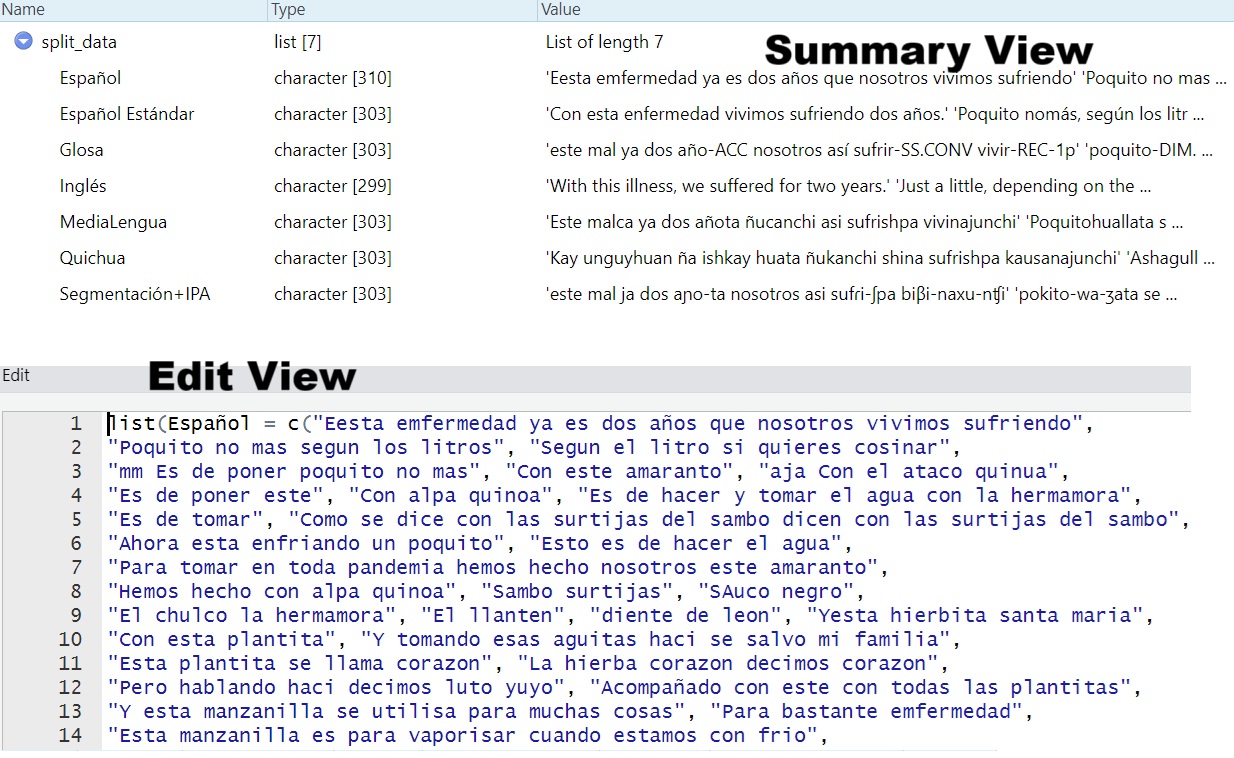 Name Type Value
split_data list [7] List of length 7
Summary View
Español character [310] 'Eesta emfermedad ya es dos años que nosotros vivimos sufriendo' 'Poquito no mas ...
Español Estándar character [303] 'Con esta enfermedad vivimos sufriendo dos años.' 'Poquito nomás, según los litr ...
Glosa character [303] 'este mal ya dos año-ACC nosotros así sufrir-SS.CONV vivir-REC-1p' 'poquito-DIM. ...
Inglés character [299] 'With this illness, we suffered for two years.' 'Just a little, depending on the ...
MediaLengua character [303] 'Este malca ya dos añota ñucanchi asi sufrishpa vivinajunchi' 'Poquitohuallata s ...
Quichua character [303] 'Kay unguyhuan ña ishkay huata ñukanchi shina sufrishpa kausanajunchi' 'Ashagull ...
Segmentación+IPA character [303] 'este mal ja dos aɲo-ta nosotros asi sufri-ʃpa biβi-naxu-nʧi' 'pokito-wa-ʒata se ...
Edit
Edit View
1 list(Español = c("Eesta emfermedad ya es dos años que nosotros vivimos sufriendo",
2 "Poquito no mas segun los litros", "Segun el litro si quieres cosinar",
3 "mm Es de poner poquito no mas", "Con este amaranto", "aja Con el ataco quinua",
4 "Es de poner este", "Con alpa quinoa", "Es de hacer y tomar el agua con la hermamora",
5 "Es de tomar", "Como se dice con las surtijas del sambo dicen con las surtijas del sambo",
6 "Ahora esta enfriando un poquito", "Esto es de hacer el agua",
7 "Para tomar en toda pandemia hemos hecho nosotros este amaranto",
8 "Hemos hecho con alpa quinoa", "Sambo surtijas", "SAuco negro",
9 "El chulco la hermamora", "El llanten", "diente de leon", "Yesta hierbita santa maria",
10 "Con esta plantita", "Y tomando esas aguitas haci se salvo mi familia",
11 "Esta plantita se llama corazon", "La hierba corazon decimos corazon",
12 "Pero hablando haci decimos luto yuyo", "Acompañado con este con todas las plantitas",
13 "Y esta manzanilla se utilisa para muchas cosas", "Para bastante emfermedad",
14 "Esta manzanilla es para vaporisar cuando estamos con frio",